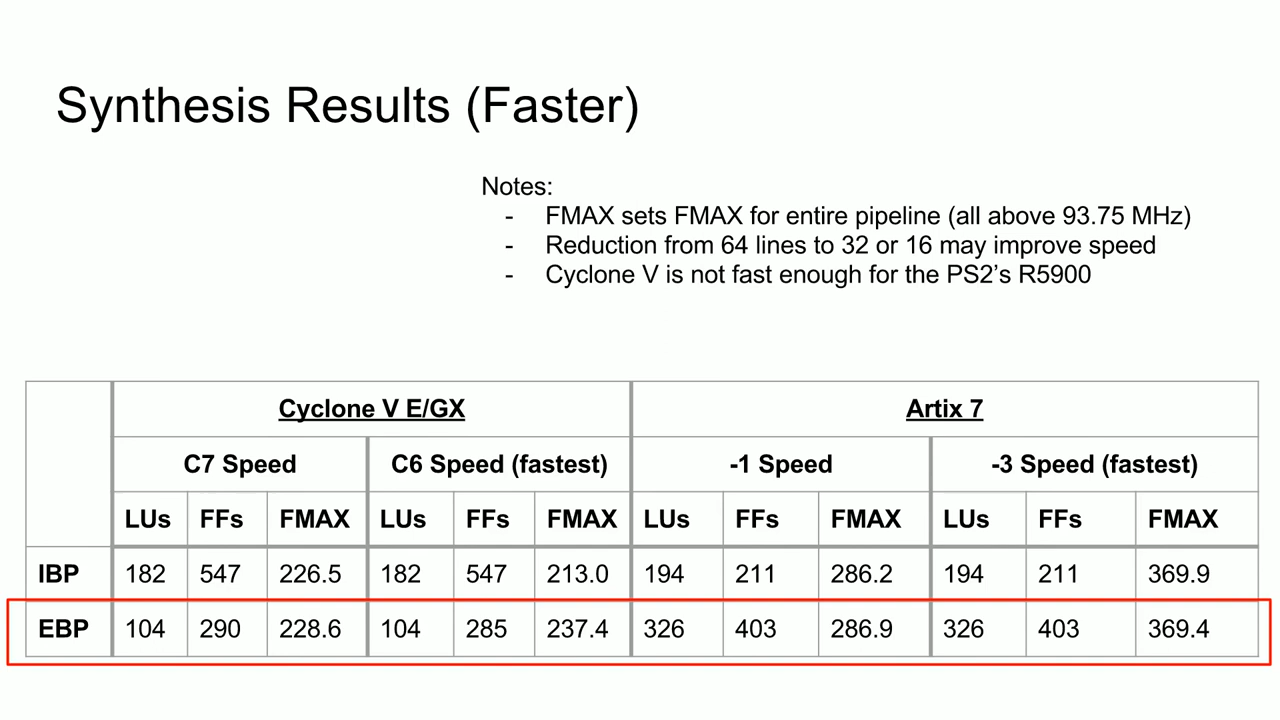 Synthesis Results (Faster)
Notes:
- FMAX sets FMAX for entire pipeline (all above 93.75 MHz)
- Reduction from 64 lines to 32 or 16 may improve speed
- Cyclone V is not fast enough for the PS2's R5900
Cyclone V E/GX Artix 7
C7 Speed C6 Speed (fastest) -1 Speed -3 Speed (fastest)
LUs FFs FMAX LUs FFs FMAX LUs FFs FMAX LUs FFs FMAX
IBP 182 547 226.5 182 547 213.0 194 211 286.2 194 211 369.9
EBP 104 290 228.6 104 285 237.4 326 403 286.9 326 403 369.4